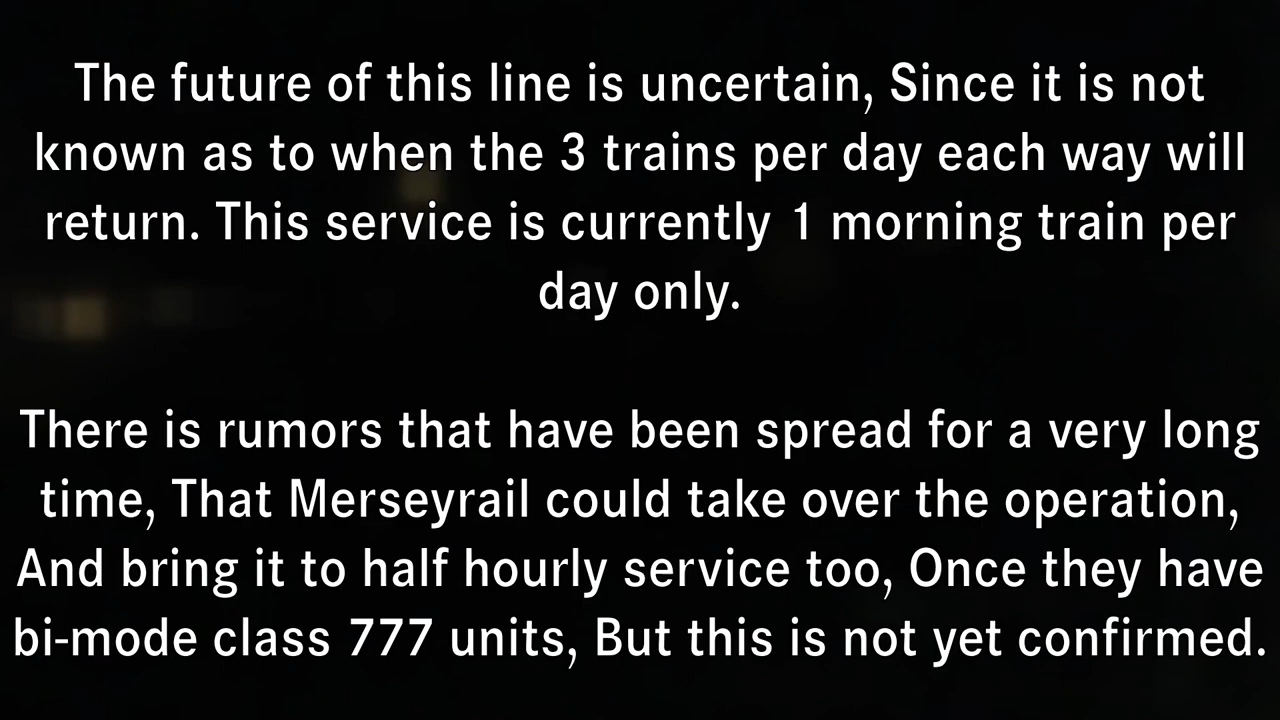 The future of this line is uncertain, Since it is not
known as to when the 3 trains per day each way will
return. This service is currently 1 morning train per
day only.
There is rumors that have been spread for a very long
time, That Merseyrail could take over the operation,
And bring it to half hourly service too, Once they have
bi-mode class 777 units, But this is not yet confirmed.